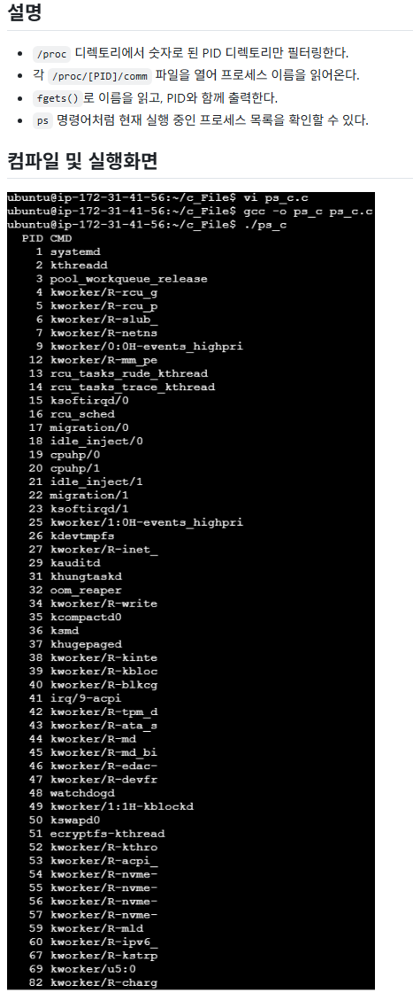 설명
/proc 디렉토리에서 숫자로 된 PID 디렉토리만 필터링한다.
각 /proc/[PID]/comm 파일을 열어 프로세스 이름을 읽어온다.
fgets() 로 이름을 읽고, PID와 함께 출력한다.
ps 명령어처럼 현재 실행 중인 프로세스 목록을 확인할 수 있다.
컴파일 및 실행화면
ubuntu@ip-172-31-41-56:~/c_File$ vi ps_c.c
ubuntu@ip-172-31-41-56:~/c_File$ gcc -o ps_c ps_c.c
ubuntu@ip-172-31-41-56:~/c_File$ ./ps_c
PID CMD
1 systemd
2 kthreadd
3 pool_workqueue_release
4 kworker/R-rcu_g
5 kworker/R-rcu_p
6 kworker/R-slub_
7 kworker/R-netns
9 kworker/0:0H-events_highpri
12 kworker/R-mm_pe
13 rcu_tasks_rude_kthread
14 rcu_tasks_trace_kthread
15 ksoftirqd/0
16 rcu_sched
17 migration/0
18 idle_inject/0
19 cpuhp/0
20 cpuhp/1
21 idle_inject/1
22 migration/1
23 ksoftirqd/1
25 kworker/1:0H-events_highpri
26 kdevtmpfs
27 kworker/R-inet_
29 kauditd
31 khungtaskd
32 oom_reaper
34 kworker/R-write
35 kcompactd0
36 ksmd
37 khugepaged
38 kworker/R-kinte
39 kworker/R-kbloc
40 kworker/R-blkcg
41 irq/9-acpi
42 kworker/R-tpm_d
43 kworker/R-ata_s
44 kworker/R-md
45 kworker/R-md_bi
46 kworker/R-edac-
47 kworker/R-devfr
48 watchdogd
49 kworker/1:1H-kblockd
50 kswapd0
51 ecryptfs-kthread
52 kworker/R-kthro
53 kworker/R-acpi_
54 kworker/R-nvme-
55 kworker/R-nvme-
56 kworker/R-nvme-
57 kworker/R-nvme-
59 kworker/R-mld
60 kworker/R-ipv6_
67 kworker/R-kstrp
69 kworker/u5:0
82 kworker/R-charg